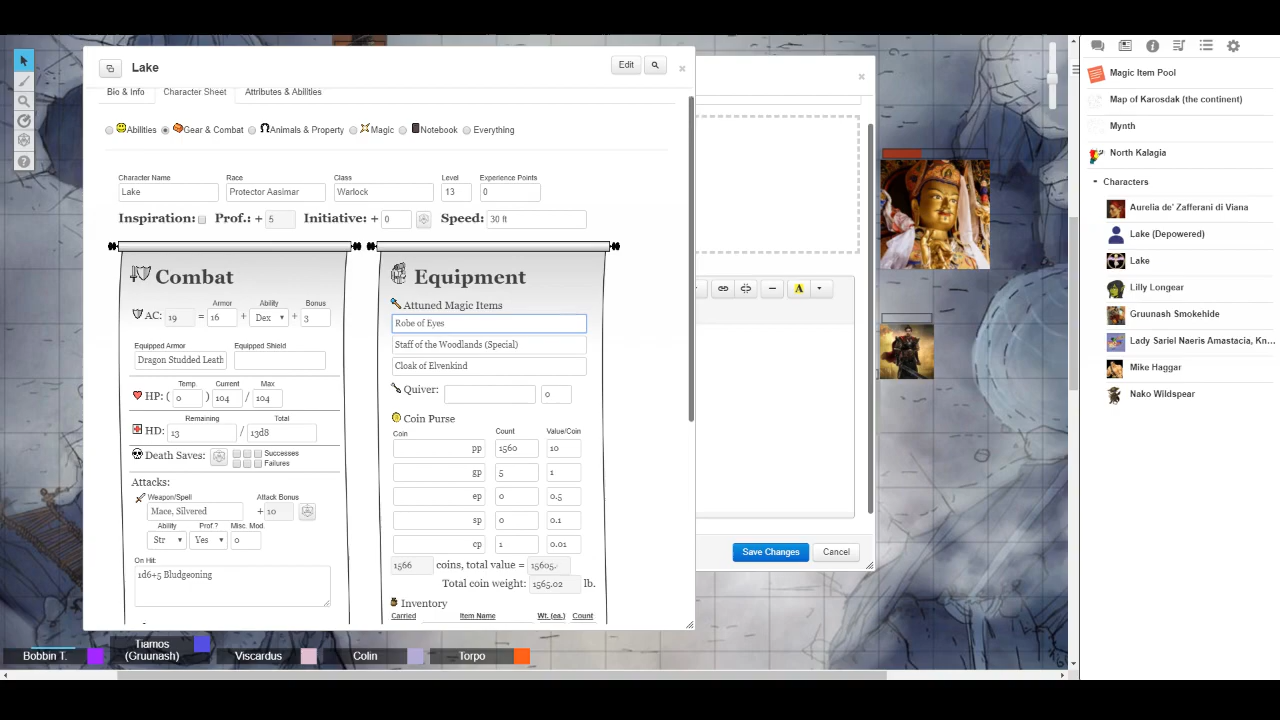 Lake
Edit
Bio & Info
Character Sheet
Attributes & Abilities
Abilities
Gear & Combat
Animals & Property
Magic
Notebook
Everything
Character Name
Race
Class
Level
Experience Points
Lake
Protector Aasimar
Warlock
13
0
Inspiration:
Prof.: + 5
Initiative: + 0
Speed: 30 ft
Combat
Armor
Ability
Bonus
AC: 19 = 16 + Dex + 3
Equipped Armor
Equipped Shield
Dragon Studded Leath
Temp.
Current
Max
HP: ( 0 ) 104 / 104
Remaining
Total
HD: 13 / 13d8
Death Saves:
Successes
Failures
Attacks:
Weapon/Spell
Attack Bonus
Mace, Silvered
+ 10
Ability
Prof ?
Misc. Mod.
Str
Yes
0
On Hit:
1d6+5 Bludgeoning
Equipment
Attuned Magic Items
Robe of Eyes
Staff of the Woodlands (Special)
Cloak of Elvenkind
Quiver:
0
Coin Purse
Coin
Count
Value/Coin
pp 1560 10
gp 5 1
ep 0 0.5
sp 0 0.1
cp 1 0.01
1566 coins, total value = 15605.
Total coin weight: 1565.02 lb.
Inventory
Carried
Item Name
Wt. (ea.)
Count
A
Save Changes
Cancel
Bobbin T.
Tiamos
(Gruunash)
Viscardus
Colin
Torpo
Magic Item Pool
Map of Karosdak (the continent)
Mynth
North Kalagia
Characters
Aurelia de' Zafferani di Viana
Lake (Depowered)
Lake
Lilly Longear
Gruunash Smokehide
Lady Sariel Naeris Amastacia, Kn...
Mike Haggar
Nako Wildspear